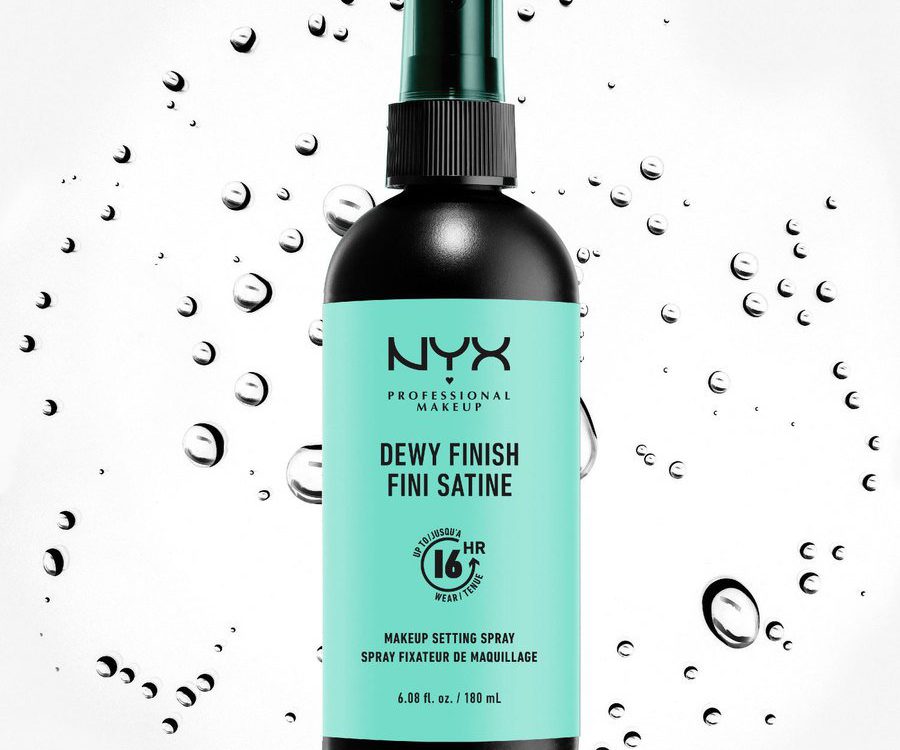 NYX
PROFESSIONAL
MAKEUP
DEWY FINISH
FINI SATINE
UP TO/JUSQU'A
16 HR
WEAR/TENUE
MAKEUP SETTING SPRAY
SPRAY FIXATEUR DE MAQUILLAGE
6.08 fl. oz. / 180 mL